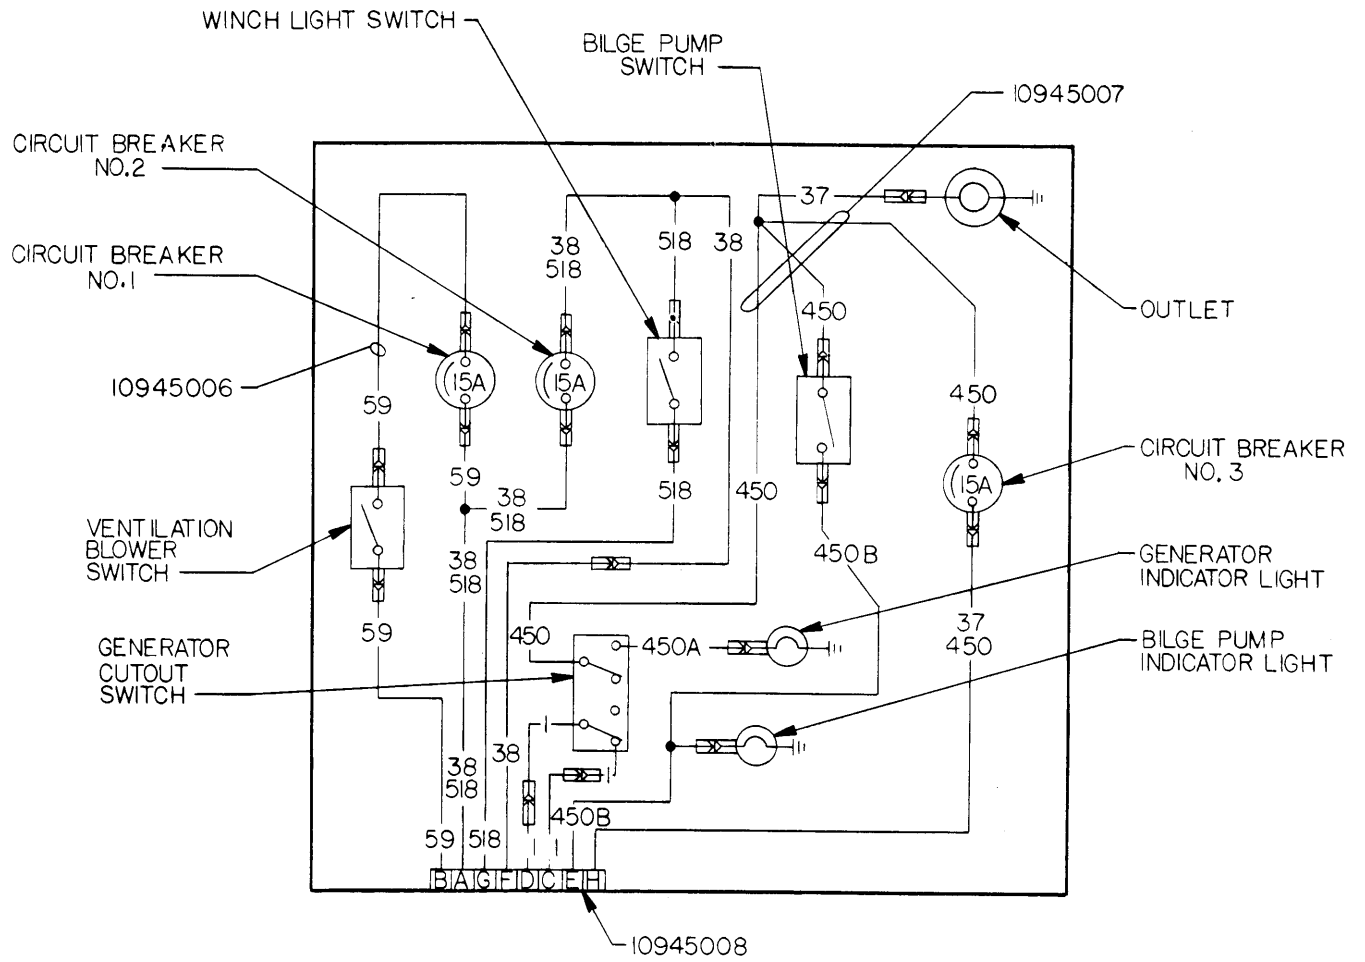 WINCH LIGHT SWITCH
BILGE PUMP
SWITCH
10945007
CIRCUIT BREAKER
NO.2
37
38
518
518
38
CIRCUIT BREAKER
NO.1
450
OUTLET
10945006
15A
15A
59
450
CIRCUIT BREAKER
NO. 3
59
518
450
15A
38
518
VENTILATION
BLOWER
SWITCH
38
518
450B
GENERATOR
INDICATOR LIGHT
59
450
37
450
GENERATOR
CUTOUT
SWITCH
450A
BILGE PUMP
INDICATOR LIGHT
1
38
38
518
1
450B
59
518
1
1
B A G F D C E H
10945008